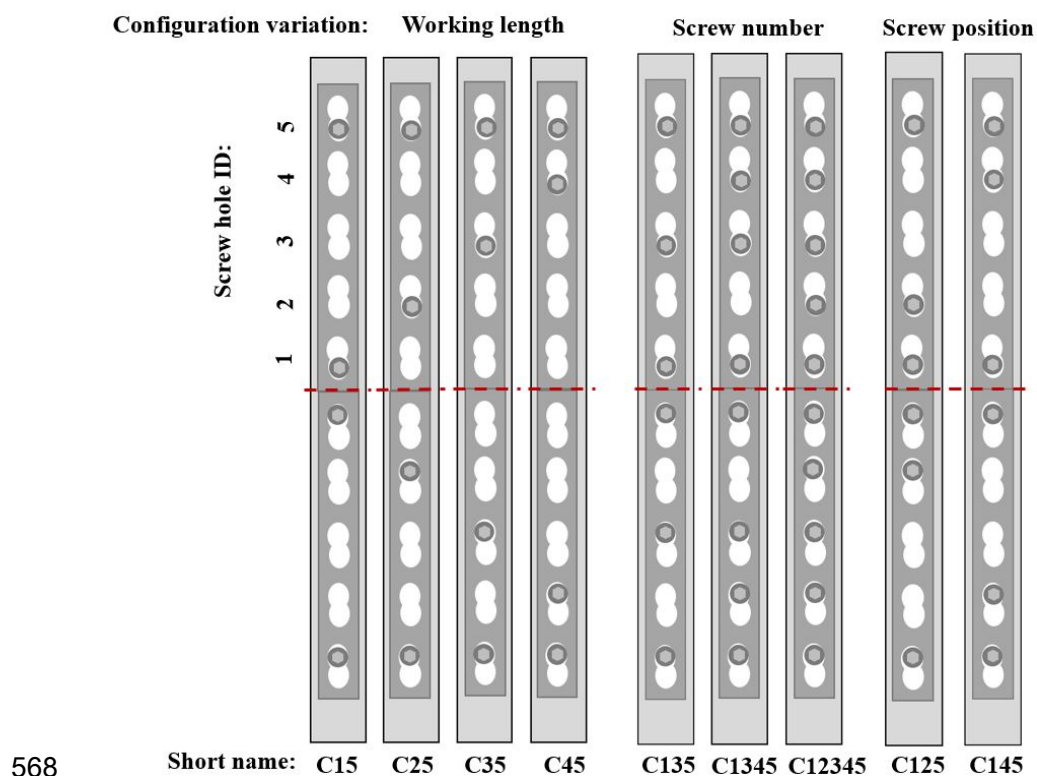 Configuration variation: Working length Screw number Screw position
Screw hole ID:
5
4
3
2
1
568 Short name: C15 C25 C35 C45 C135 C1345 C12345 C125 C145